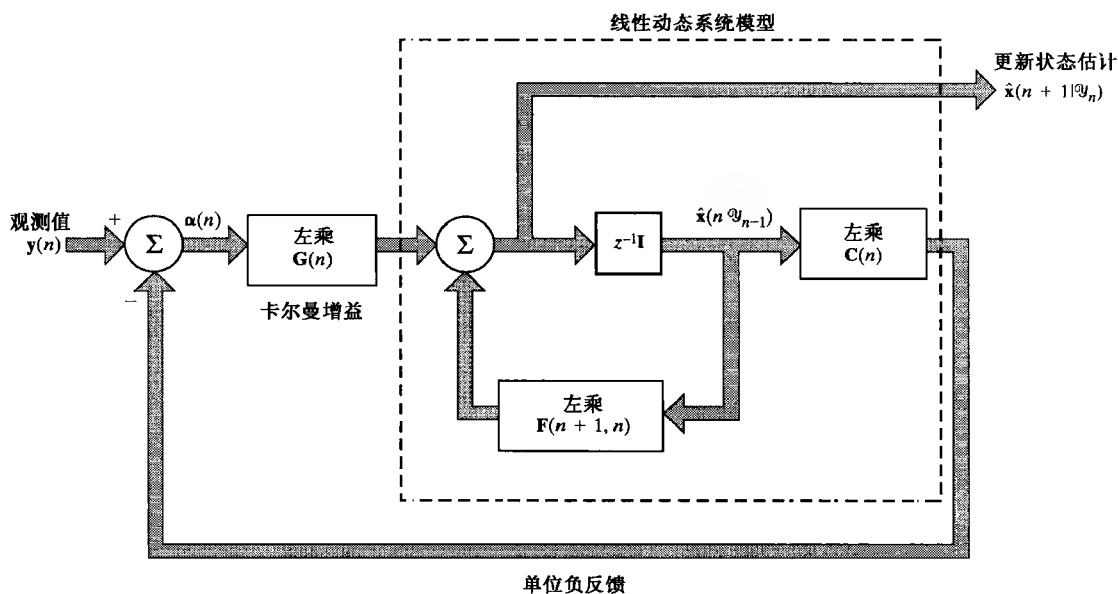 线性动态系统模型
更新状态估计
x̂(n + 1|𝒴ₙ)
观测值
y(n)
+
Σ
−
α(n)
左乘
G(n)
卡尔曼增益
Σ
z⁻¹I
x̂(n 𝒴ₙ₋₁)
左乘
C(n)
左乘
F(n + 1, n)
单位负反馈